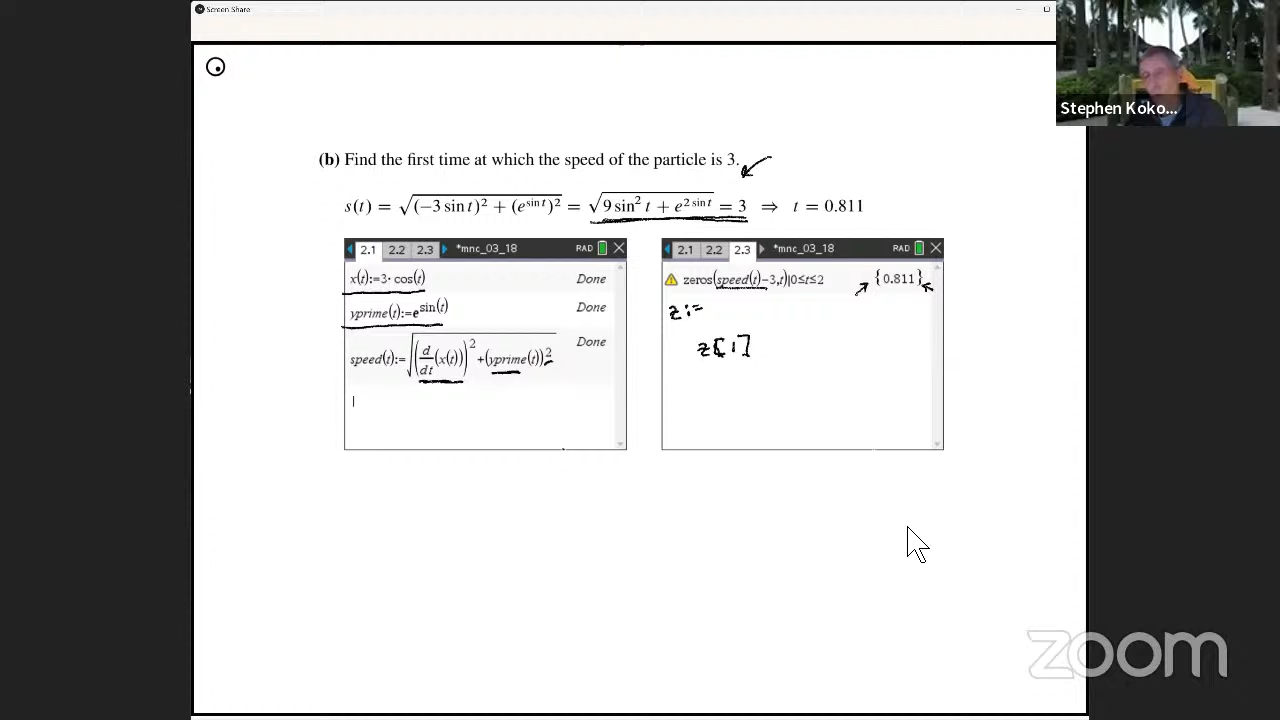 Screen Share
Stephen Koko...
(b) Find the first time at which the speed of the particle is 3.
s(t) = √((−3 sin t)² + (e^(sin t))²) = √(9 sin² t + e^(2 sin t)) = 3 ⇒ t = 0.811
2.1 2.2 2.3 *mnc_03_18 RAD
x(t):=3·cos(t) Done
yprime(t):=e^sin(t) Done
speed(t):=√((d/dt(x(t)))²+(yprime(t))²) Done
2.1 2.2 2.3 *mnc_03_18 RAD
zeros(speed(t)−3,t)|0≤t≤2 {0.811}
z:=
z[1]
zoom